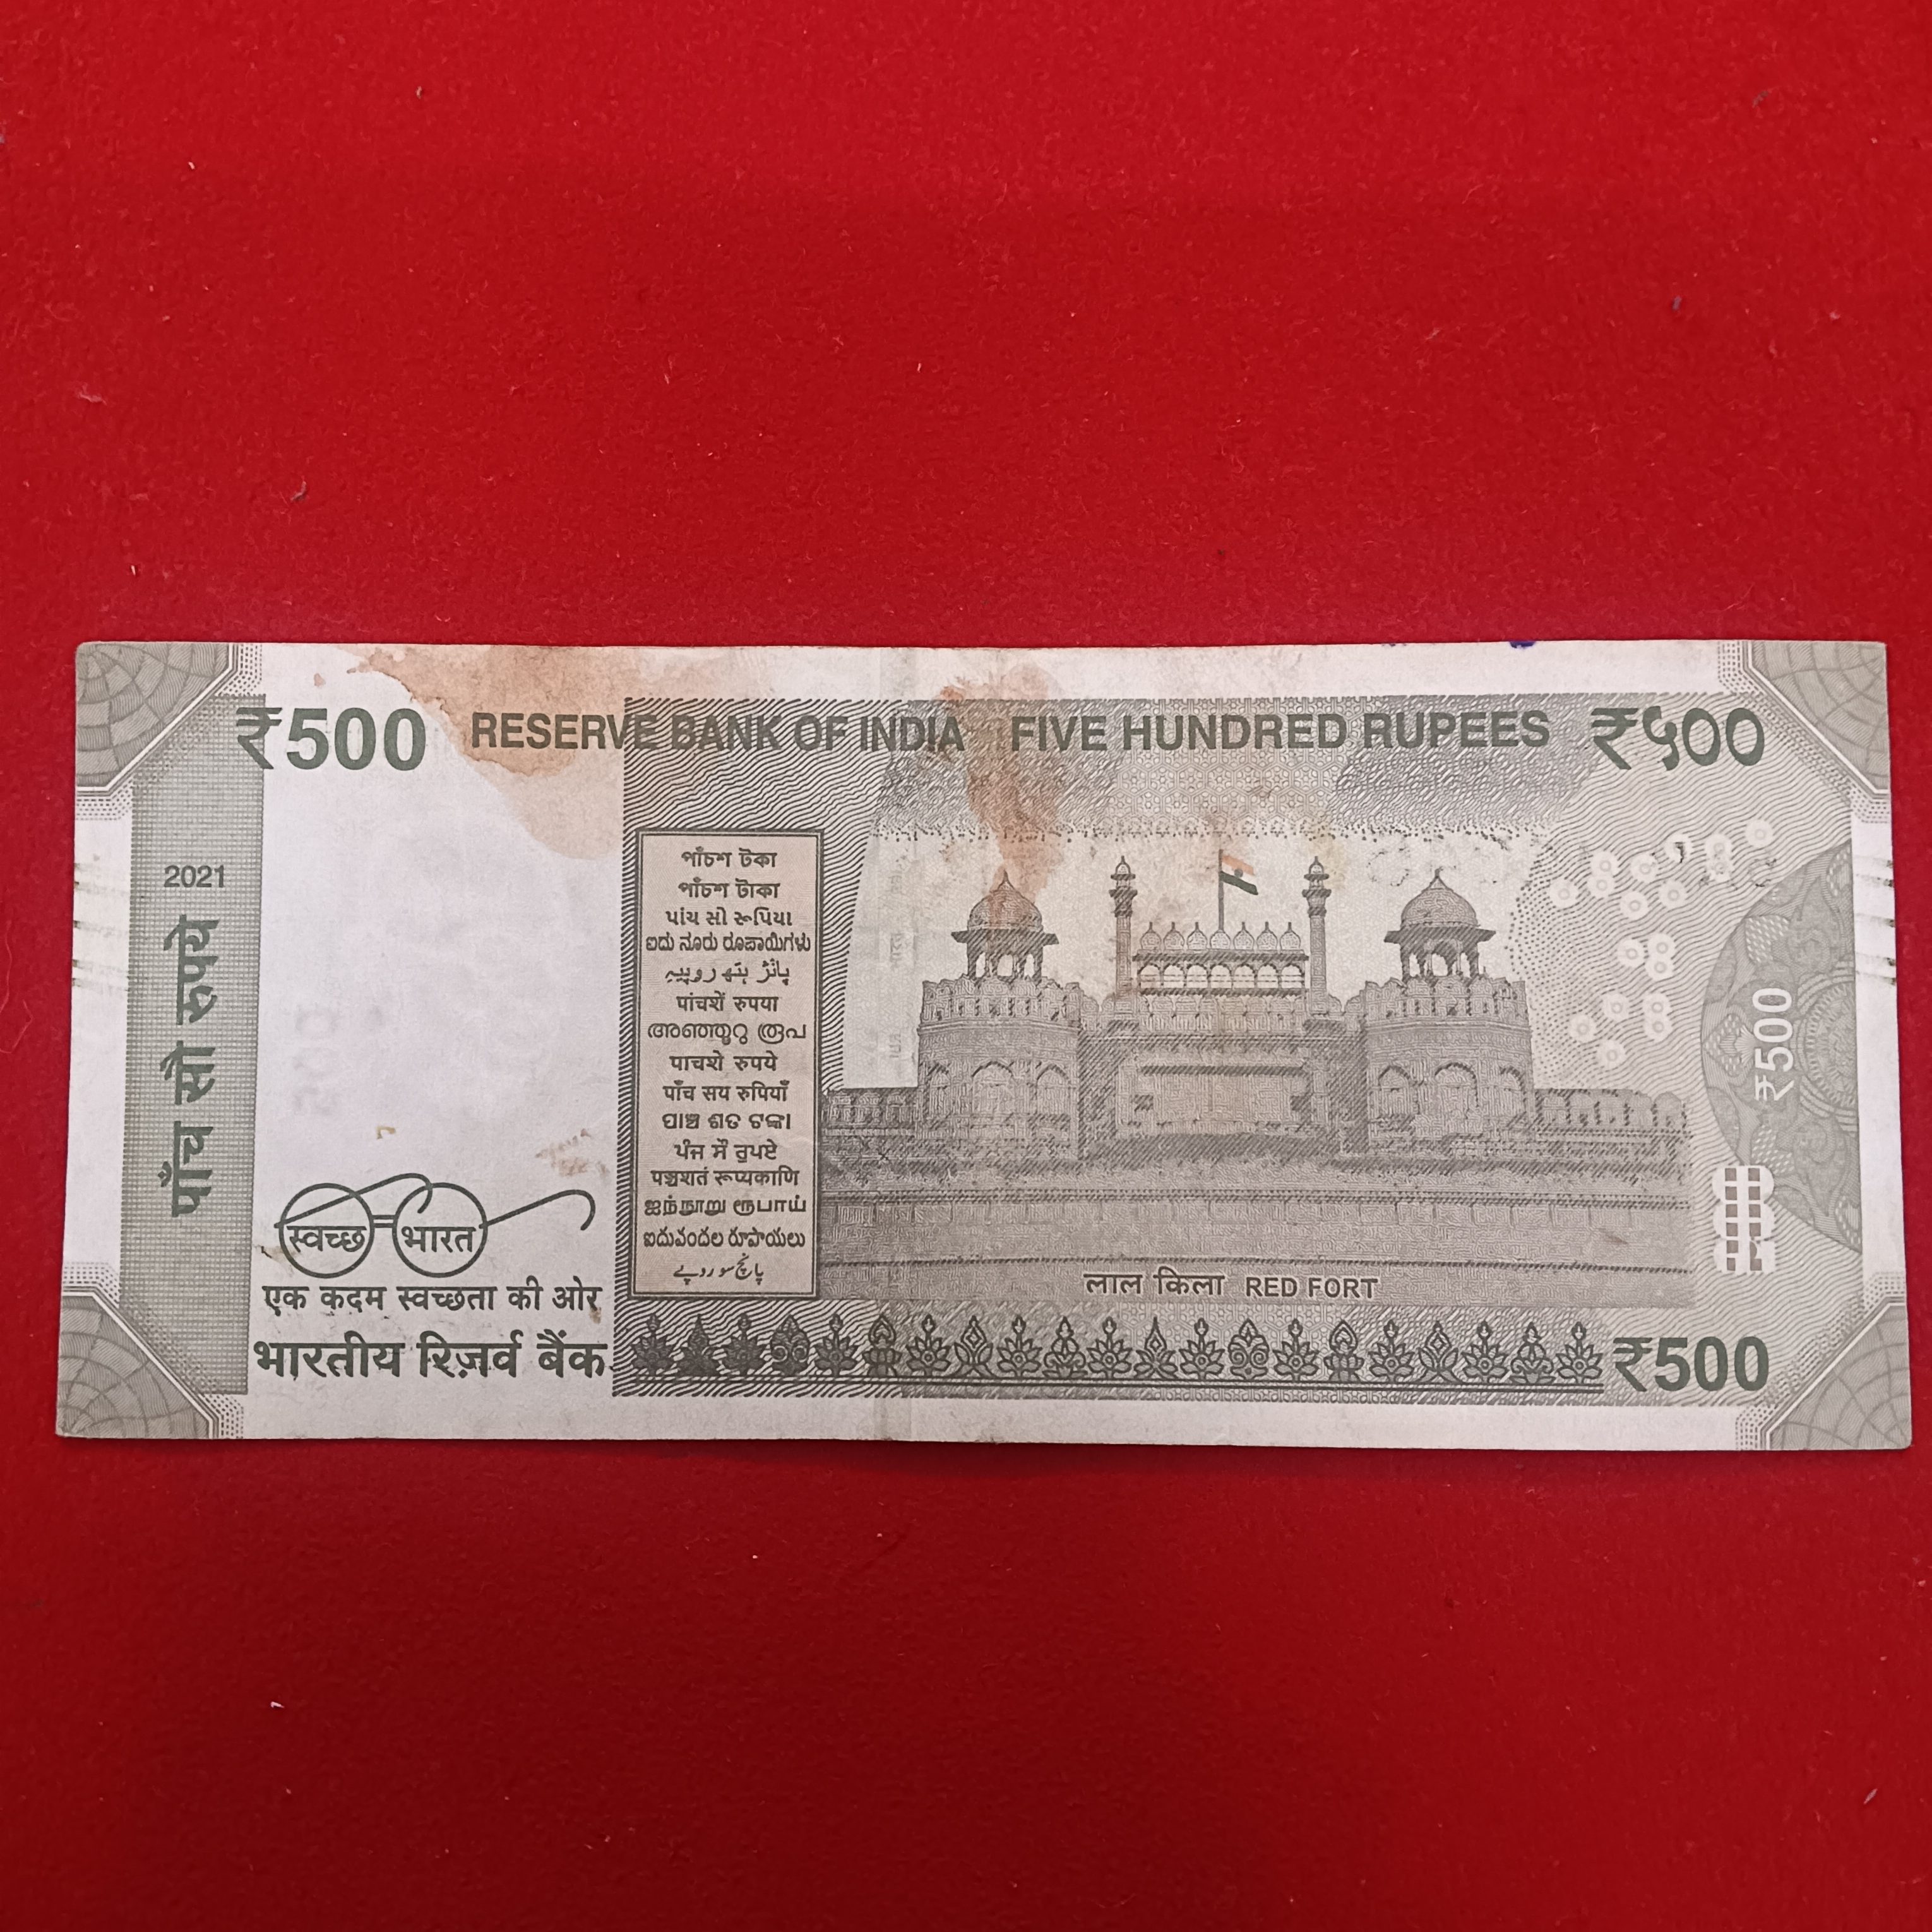 ₹500 RESERVE BANK OF INDIA FIVE HUNDRED RUPEES ₹५००
2021
पाँच सौ रुपये
পাঁচশ টকা
পাঁচশ টাকা
પાંચ સો રૂપિયા
ಐದು ನೂರು ರೂಪಾಯಿಗಳು
پانٛژ ہَتھ روپیہِ
पांचशें रुपया
അഞ്ഞൂറു രൂപ
पाचशे रुपये
पाँच सय रुपियाँ
ପାଞ୍ଚ ଶତ ଟଙ୍କା
ਪੰਜ ਸੌ ਰੁਪਏ
पञ्चशतं रूप्यकाणि
ஐந்நூறு ரூபாய்
ఐదువందల రూపాయలు
پانچ سو روپے
₹500
स्वच्छ भारत
एक कदम स्वच्छता की ओर
भारतीय रिज़र्व बैंक
लाल किला RED FORT
₹500